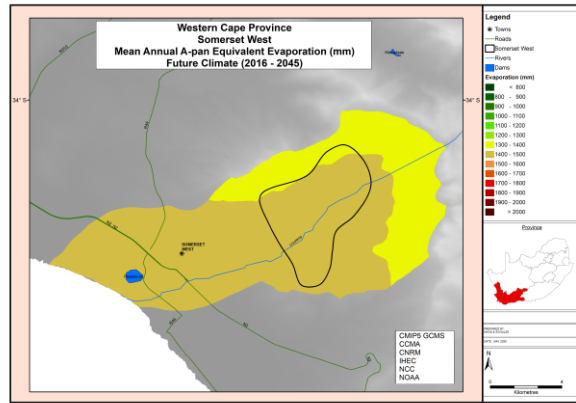 Western Cape Province
Somerset West
Mean Annual A-pan Equivalent Evaporation (mm)
Future Climate (2016 - 2045)
34° S
34° S
SOMERSET
WEST
N2
CMIP5 GCMS
CCMA
CNRM
IHEC
NCC
NOAA
Legend
Towns
Roads
Somerset West
Rivers
Dams
Evaporation (mm)
< 800
800 - 900
900 - 1000
1000 - 1100
1100 - 1200
1200 - 1300
1300 - 1400
1400 - 1500
1500 - 1600
1600 - 1700
1700 - 1800
1800 - 1900
1900 - 2000
> 2000
Province
N
Kilometres